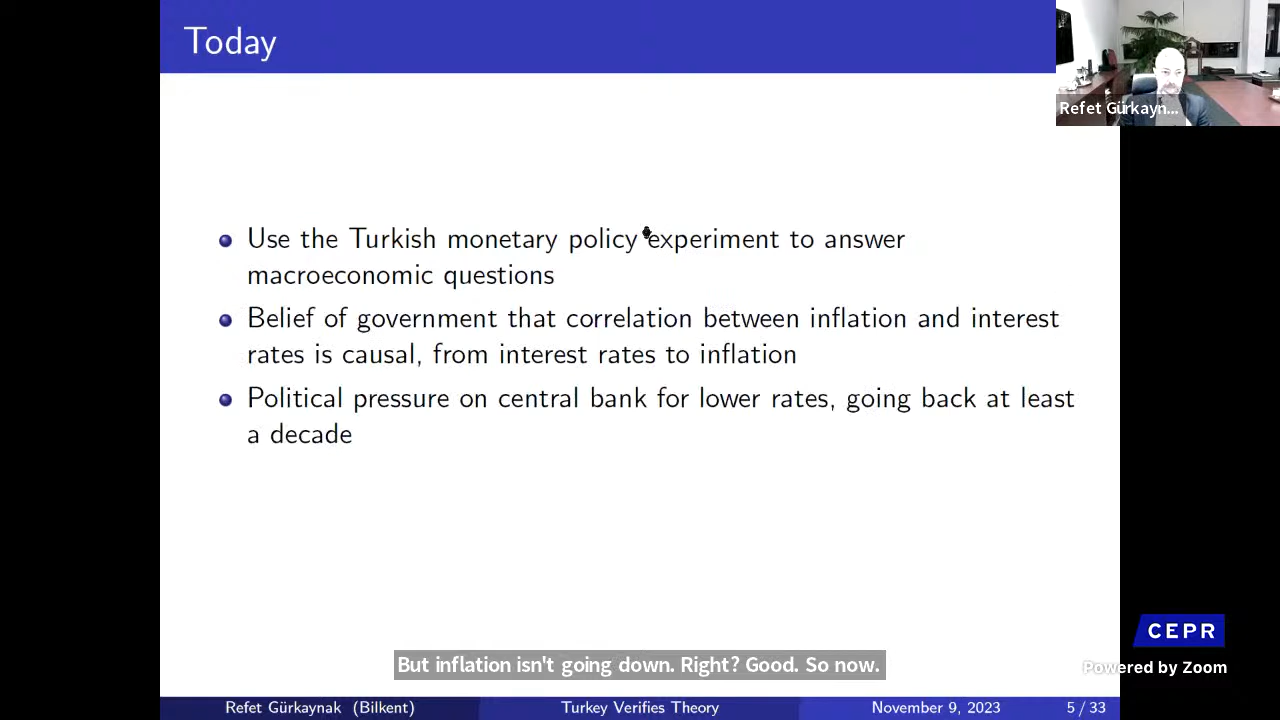 Today
Refet Gürkayn...
Use the Turkish monetary policy experiment to answer
macroeconomic questions
Belief of government that correlation between inflation and interest
rates is causal, from interest rates to inflation
Political pressure on central bank for lower rates, going back at least
a decade
CEPR
But inflation isn't going down. Right? Good. So now.
Powered by Zoom
Refet Gürkaynak (Bilkent)
Turkey Verifies Theory
November 9, 2023
5 / 33